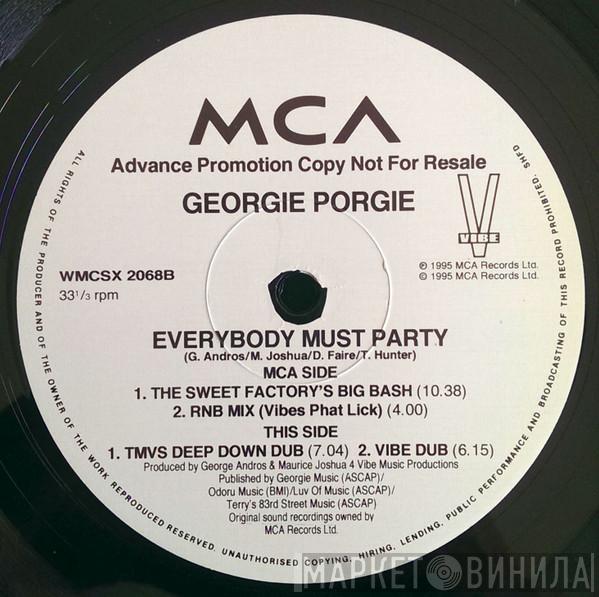 MCA
Advance Promotion Copy Not For Resale
GEORGIE PORGIE
V
VIBE
WMCSX 2068B
33 1/3 rpm
℗ 1995 MCA Records Ltd.
© 1995 MCA Records Ltd.
EVERYBODY MUST PARTY
(G. Andros/M. Joshua/D. Faire/T. Hunter)
MCA SIDE
1. THE SWEET FACTORY'S BIG BASH (10.38)
2. RNB MIX (Vibes Phat Lick) (4.00)
THIS SIDE
1. TMVS DEEP DOWN DUB (7.04) 2. VIBE DUB (6.15)
Produced by George Andros & Maurice Joshua 4 Vibe Music Productions
Published by Georgie Music (ASCAP)/
Odoru Music (BMI)/Luv Of Music (ASCAP)/
Terry's 83rd Street Music (ASCAP)
Original sound recordings owned by
MCA Records Ltd.
ALL RIGHTS OF THE PRODUCER AND OF THE OWNER OF THE WORK REPRODUCED RESERVED. UNAUTHORISED COPYING, HIRING, LENDING, PUBLIC PERFORMANCE AND BROADCASTING OF THIS RECORD PROHIBITED. SHFD
МАРКЕТ ВИНИЛА